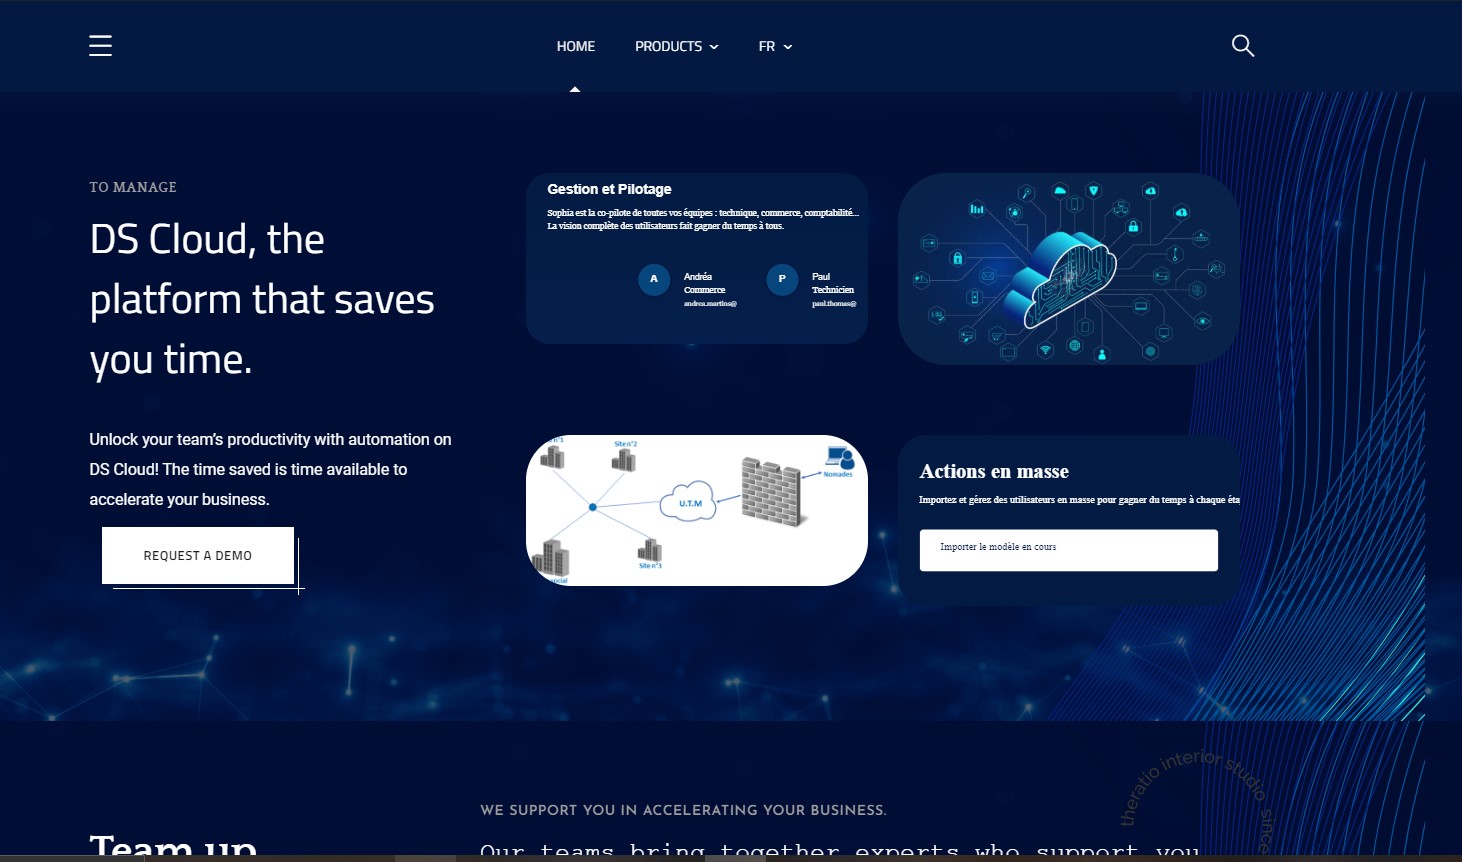 HOME PRODUCTS FR
TO MANAGE
DS Cloud, the
platform that saves
you time.
Unlock your team’s productivity with automation on
DS Cloud! The time saved is time available to
accelerate your business.
REQUEST A DEMO
Gestion et Pilotage
Sophia est la co-pilote de toutes vos équipes : technique, commerce, comptabilité...
La vision complète des utilisateurs fait gagner du temps à tous.
A
Andréa
Commerce
andrea.martins@
P
Paul
Technicien
paul.thomas@
n°1
Site n°2
Nomades
U.T.M
Site n°3
social
Actions en masse
Importez et gérez des utilisateurs en masse pour gagner du temps à chaque éta
Importer le modèle en cours
WE SUPPORT YOU IN ACCELERATING YOUR BUSINESS.
theratio interior studio since
Team up
Our teams bring together experts who support you